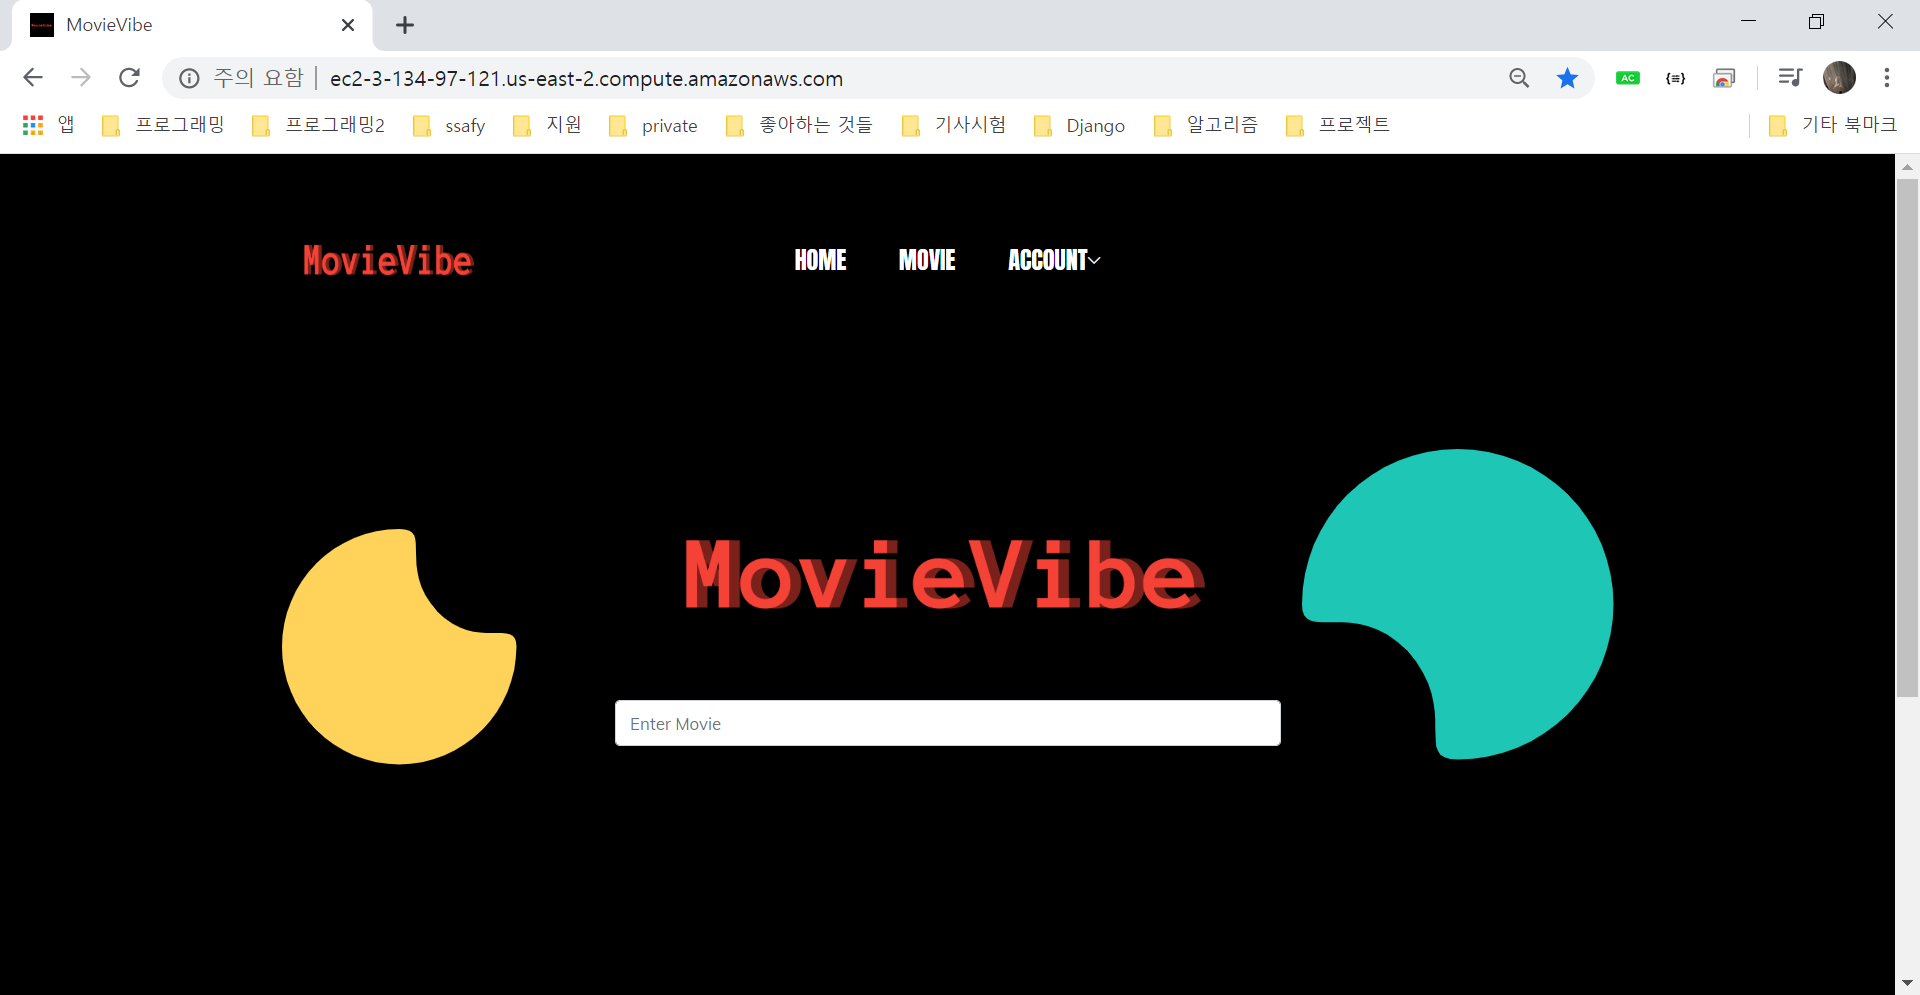 MovieVibe
주의 요함 | ec2-3-134-97-121.us-east-2.compute.amazonaws.com
AC {≡}
앱 프로그래밍 프로그래밍2 ssafy 지원 private 좋아하는 것들 기사시험 Django 알고리즘 프로젝트 기타 북마크
MovieVibe HOME MOVIE ACCOUNT
MovieVibe
Enter Movie